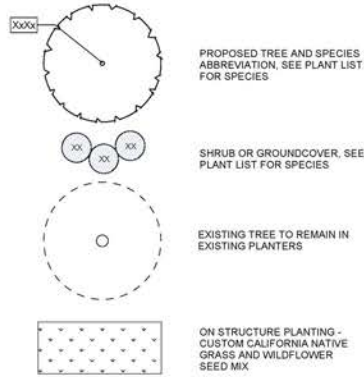 XxXx
PROPOSED TREE AND SPECIES
ABBREVIATION, SEE PLANT LIST
FOR SPECIES
XX XX XX
SHRUB OR GROUNDCOVER, SEE
PLANT LIST FOR SPECIES
EXISTING TREE TO REMAIN IN
EXISTING PLANTERS
ON STRUCTURE PLANTING -
CUSTOM CALIFORNIA NATIVE
GRASS AND WILDFLOWER
SEED MIX